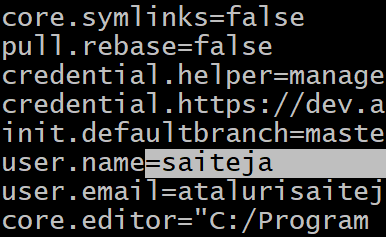 core.symlinks=false
pull.rebase=false
credential.helper=manage
credential.https://dev.a
init.defaultbranch=maste
user.name=saiteja
user.email=atalurisaitej
core.editor="C:/Program